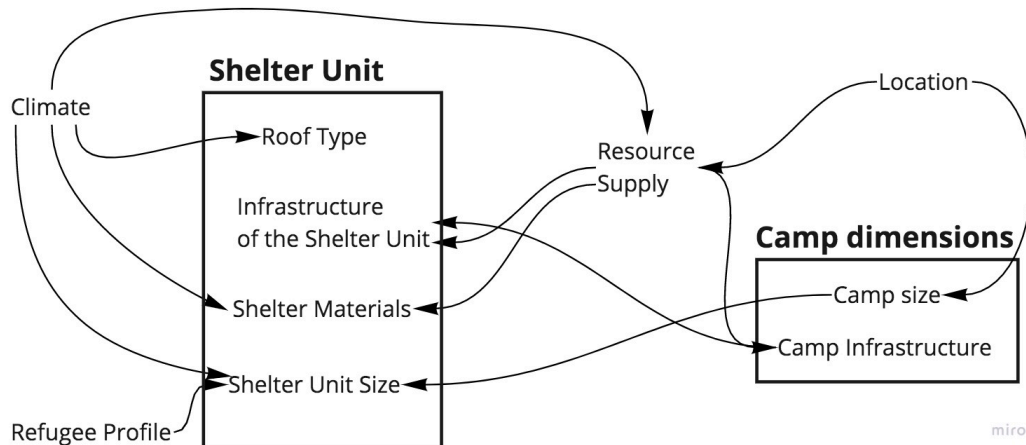 Shelter Unit
Climate
Location
Roof Type
Resource
Supply
Infrastructure
of the Shelter Unit
Camp dimensions
Camp size
Shelter Materials
Camp Infrastructure
Shelter Unit Size
Refugee Profile
miro